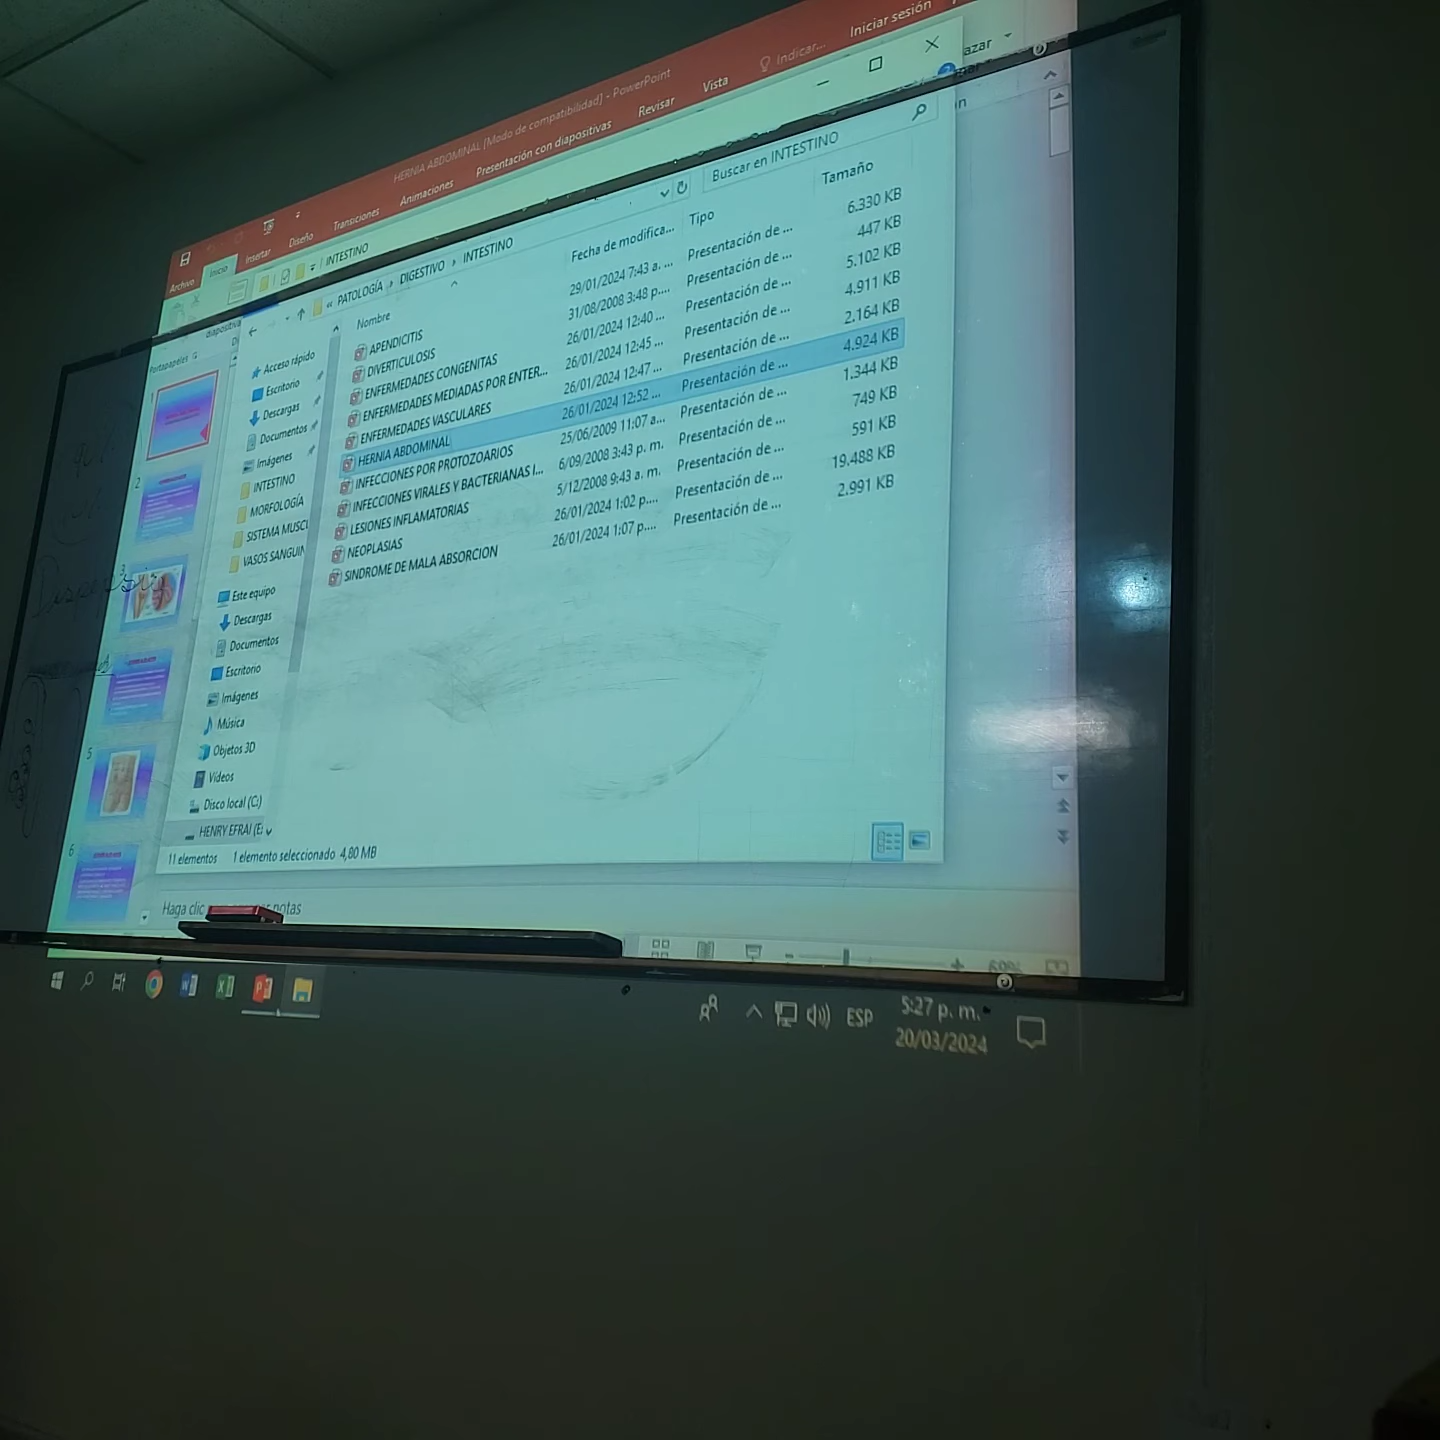 Iniciar sesión
HERNIA ABDOMINAL [Modo de compatibilidad] - PowerPoint
Indicar...
Archivo Inicio Insertar Diseño Transiciones Animaciones Presentación con diapositivas Revisar Vista
azar
INTESTINO
« PATOLOGÍA › DIGESTIVO › INTESTINO
Buscar en INTESTINO
Portapapeles
Nombre Fecha de modifica... Tipo Tamaño
APENDICITIS 29/01/2024 7:43 a. ... Presentación de ... 6.330 KB
DIVERTICULOSIS 31/08/2008 3:48 p.... Presentación de ... 447 KB
ENFERMEDADES CONGENITAS 26/01/2024 12:40 ... Presentación de ... 5.102 KB
ENFERMEDADES MEDIADAS POR ENTER... 26/01/2024 12:45 ... Presentación de ... 4.911 KB
ENFERMEDADES VASCULARES 26/01/2024 12:47 ... Presentación de ... 2.164 KB
HERNIA ABDOMINAL 26/01/2024 12:52 ... Presentación de ... 4.924 KB
INFECCIONES POR PROTOZOARIOS 25/06/2009 11:07 a... Presentación de ... 1.344 KB
INFECCIONES VIRALES Y BACTERIANAS I... 6/09/2008 3:43 p. m. Presentación de ... 749 KB
LESIONES INFLAMATORIAS 5/12/2008 9:43 a. m. Presentación de ... 591 KB
NEOPLASIAS 26/01/2024 1:02 p.... Presentación de ... 19.488 KB
SINDROME DE MALA ABSORCION 26/01/2024 1:07 p.... Presentación de ... 2.991 KB
Acceso rápido
Escritorio
Descargas
Documentos
Imágenes
INTESTINO
MORFOLOGÍA
SISTEMA MUSCU
VASOS SANGUIN
Este equipo
Descargas
Documentos
Escritorio
Imágenes
Música
Objetos 3D
Vídeos
Disco local (C:)
HENRY EFRAI (E:
2
3
5
6
11 elementos 1 elemento seleccionado 4,80 MB
Haga clic notas
69%
ESP
5:27 p. m.
20/03/2024